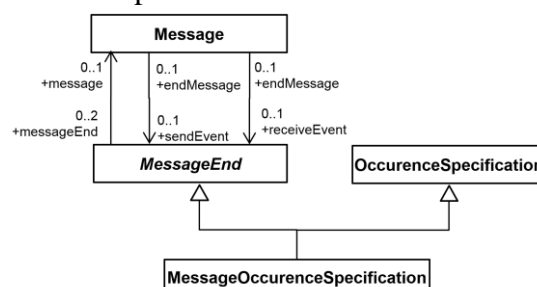 Message
0..1 0..1 0..1
+message +endMessage +endMessage
0..2 0..1 0..1
+messageEnd +sendEvent +receiveEvent
MessageEnd OccurenceSpecification
MessageOccurenceSpecification